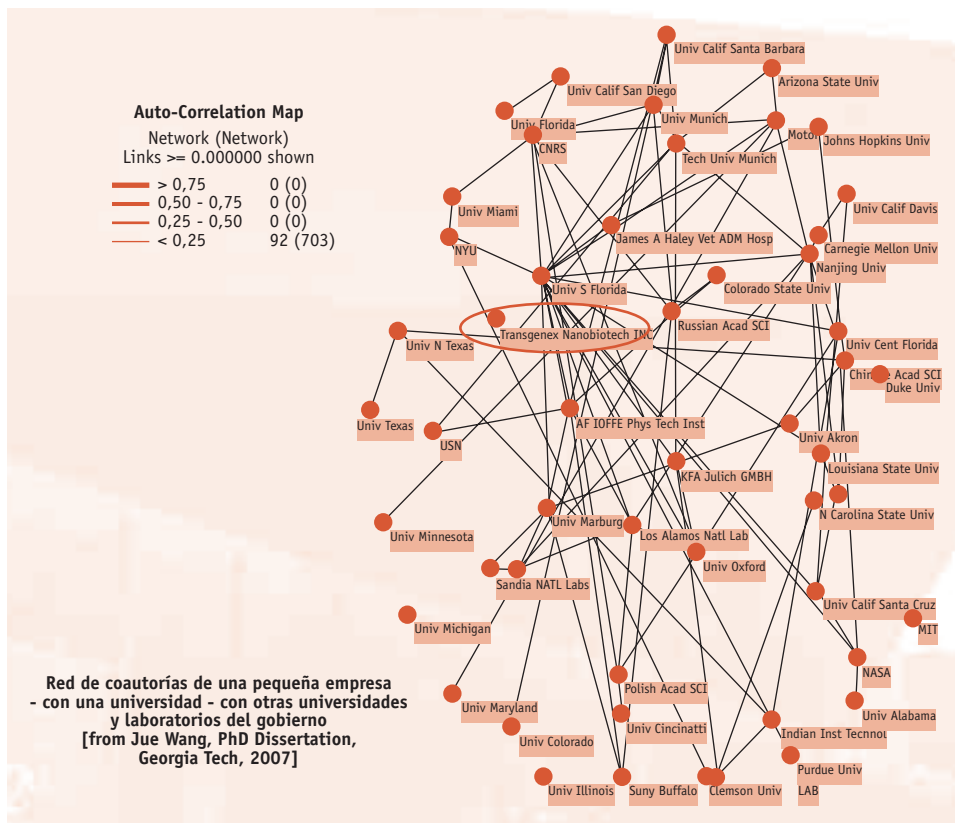 Auto-Correlation Map
Network (Network)
Links >= 0.000000 shown
> 0,75 0 (0)
0,50 - 0,75 0 (0)
0,25 - 0,50 0 (0)
< 0,25 92 (703)
Univ Calif Santa Barbara
Arizona State Univ
Univ Calif San Diego
Univ Florida
Univ Munich
CNRS
Johns Hopkins Univ
Tech Univ Munich
Univ Miami
Univ Calif Davis
James A Haley Vet ADM Hosp
NYU
Carnegie Mellon Univ
Nanjing Univ
Univ S Florida
Colorado State Univ
Transgenex Nanobiotech INC
Russian Acad SCI
Univ N Texas
Univ Cent Florida
Acad SCI
Duke Univ
Univ Texas
USN
AF IOFFE Phys Tech Inst
Univ Akron
Louisiana State Univ
KFA Julich GMBH
N Carolina State Univ
Univ Minnesota
Univ Marburg
Los Alamos Natl Lab
Univ Oxford
Sandia NATL Labs
Univ Calif Santa Cruz
MIT
Univ Michigan
NASA
Red de coautorías de una pequeña empresa
- con una universidad - con otras universidades
y laboratorios del gobierno
[from Jue Wang, PhD Dissertation,
Georgia Tech, 2007]
Polish Acad SCI
Univ Maryland
Univ Alabama
Univ Cincinatti
Indian Inst
Univ Colorado
Purdue Univ
Univ Illinois
Suny Buffalo
Clemson Univ
LAB